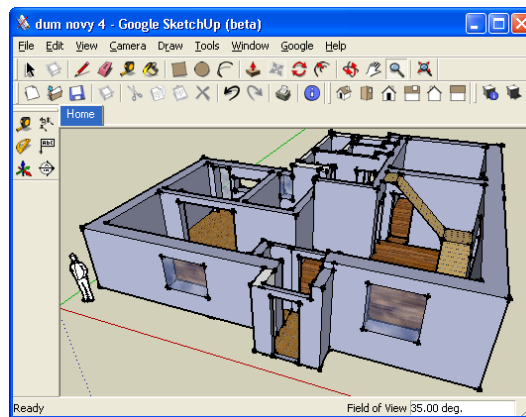 dum novy 4 - Google SketchUp (beta)
File Edit View Camera Draw Tools Window Google Help
Home
ABC
Ready Field of View 35.00 deg.